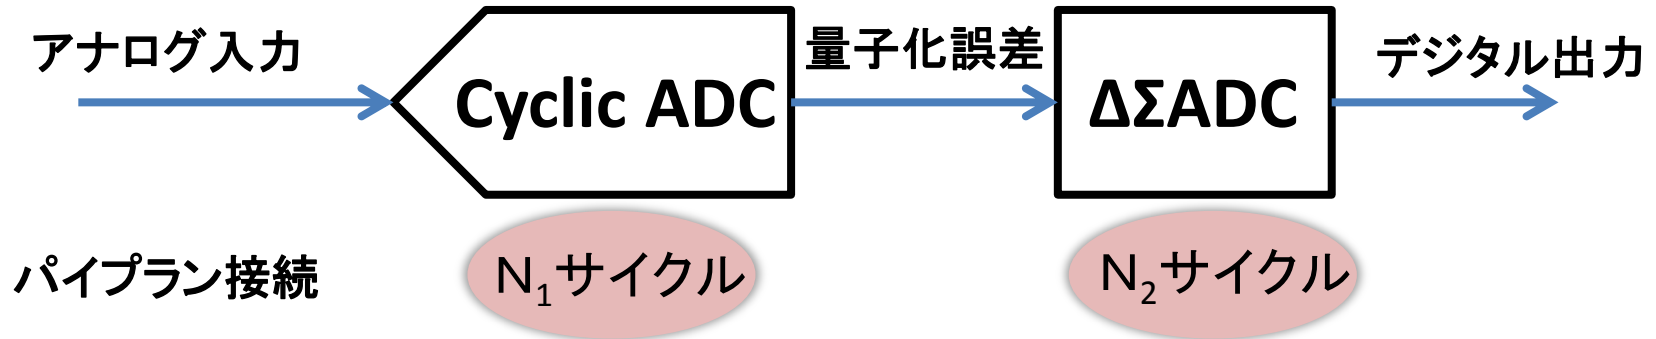 アナログ入力
Cyclic ADC
量子化誤差
ΔΣADC
デジタル出力
パイプラン接続
N₁サイクル
N₂サイクル